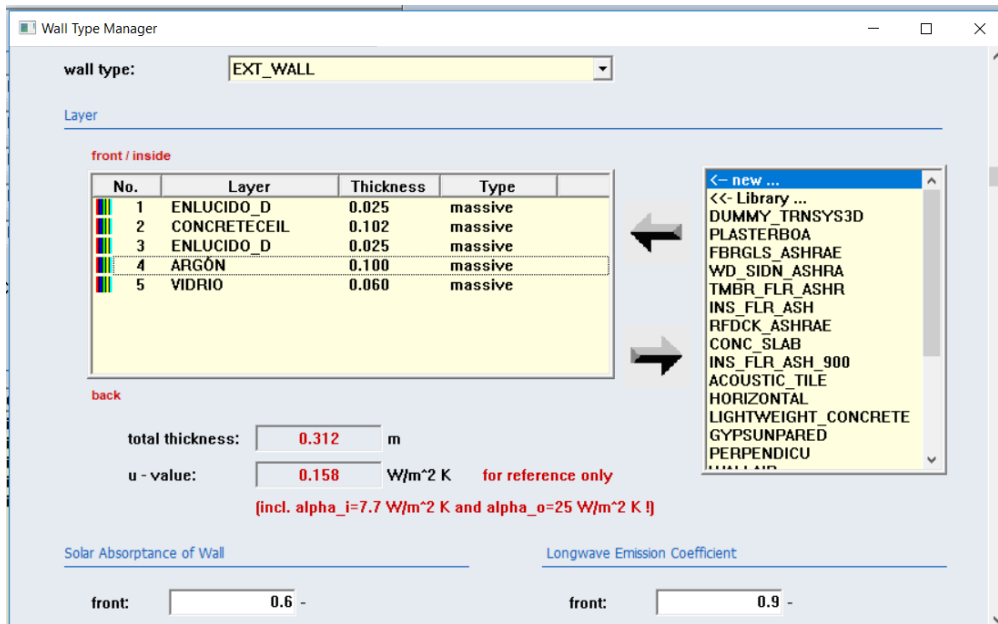 Wall Type Manager
wall type: EXT_WALL
Layer
front / inside
No. Layer Thickness Type
1 ENLUCIDO_D 0.025 massive
2 CONCRETECEIL 0.102 massive
3 ENLUCIDO_D 0.025 massive
4 ARGÓN 0.100 massive
5 VIDRIO 0.060 massive
back
<-- new ...
<<- Library ...
DUMMY_TRNSYS3D
PLASTERBOA
FBRGLS_ASHRAE
WD_SIDN_ASHRA
TMBR_FLR_ASHR
INS_FLR_ASH
RFDCK_ASHRAE
CONC_SLAB
INS_FLR_ASH_900
ACOUSTIC_TILE
HORIZONTAL
LIGHTWEIGHT_CONCRETE
GYPSUNPARED
PERPENDICU
total thickness: 0.312 m
u - value: 0.158 W/m^2 K for reference only
(incl. alpha_i=7.7 W/m^2 K and alpha_o=25 W/m^2 K !)
Solar Absorptance of Wall
Longwave Emission Coefficient
front: 0.6 -
front: 0.9 -